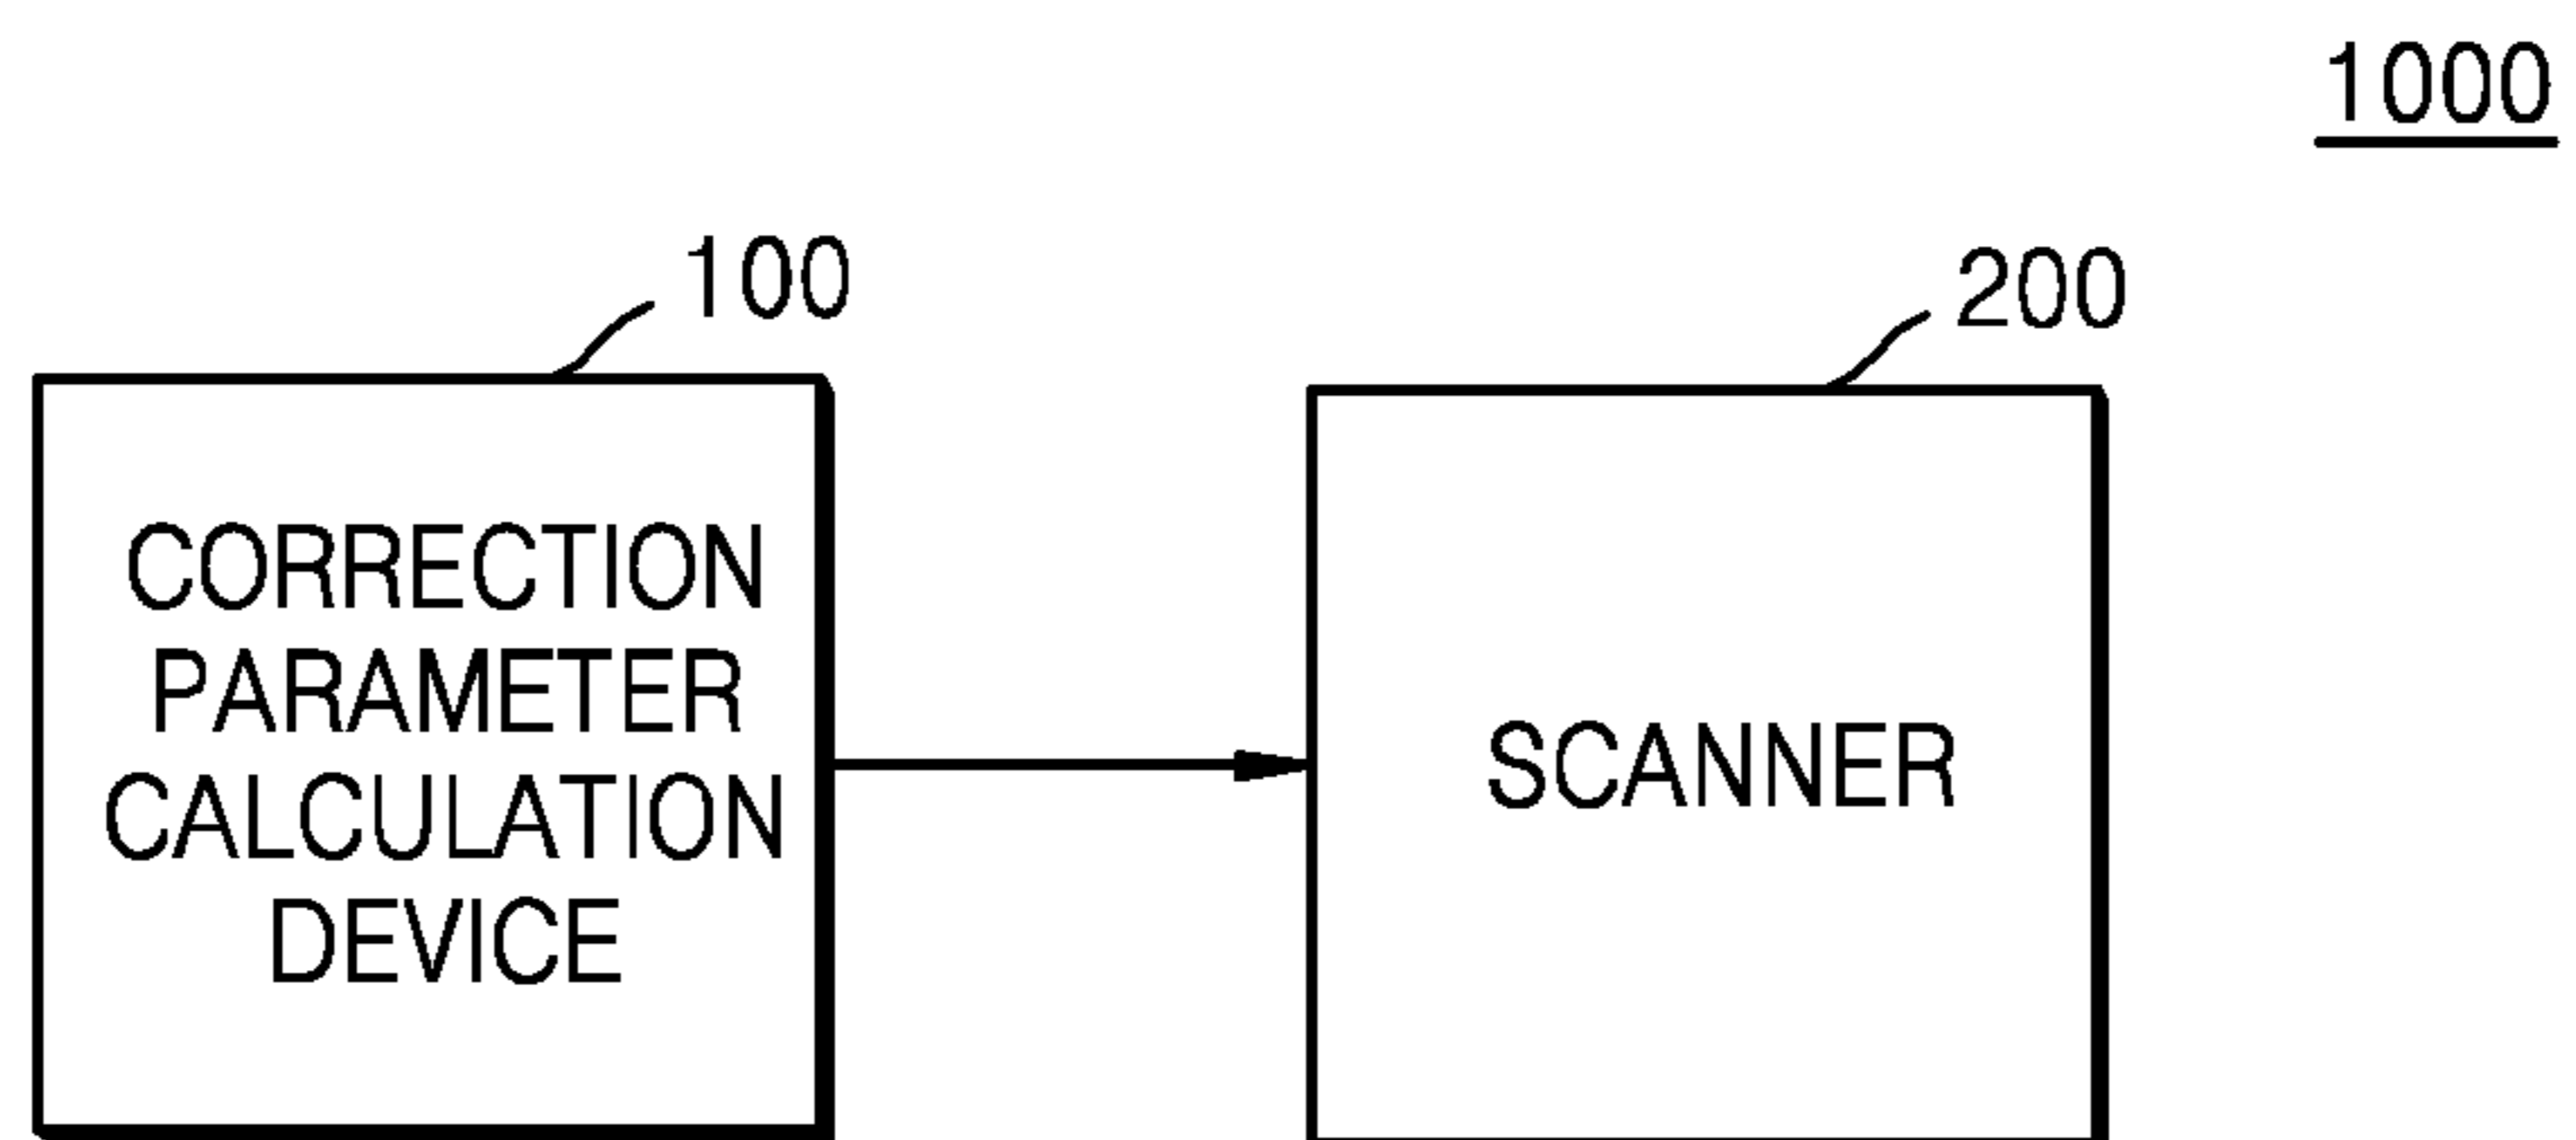 1000
100
200
CORRECTION
PARAMETER
CALCULATION
DEVICE
SCANNER